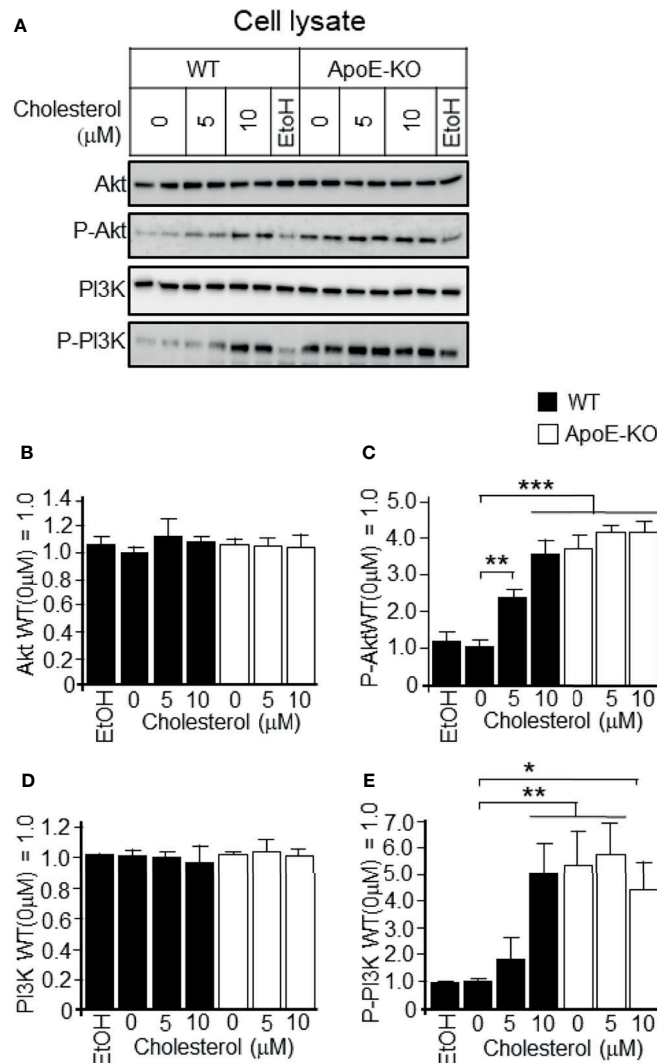 A
Cell lysate
WT ApoE-KO
Cholesterol (μM) 0 5 10 EtoH 0 5 10 EtoH
Akt
P-Akt
PI3K
P-PI3K
WT
ApoE-KO
B
Akt WT(0μM) = 1.0
1.4
1.2
1.0
0.8
0.6
0.4
0.2
0
EtOH 0 5 10 0 5 10
Cholesterol (μM)
C
P-AktWT(0μM) = 1.0
5.0
4.0
3.0
2.0
1.0
0
***
**
EtOH 0 5 10 0 5 10
Cholesterol (μM)
D
PI3K WT(0μM) = 1.0
1.2
1.0
0.8
0.6
0.4
0.2
0
EtOH 0 5 10 0 5 10
Cholesterol (μM)
E
P-PI3K WT(0μM) = 1.0
7.0
6.0
5.0
4.0
3.0
2.0
1.0
0
*
**
EtOH 0 5 10 0 5 10
Cholesterol (μM)